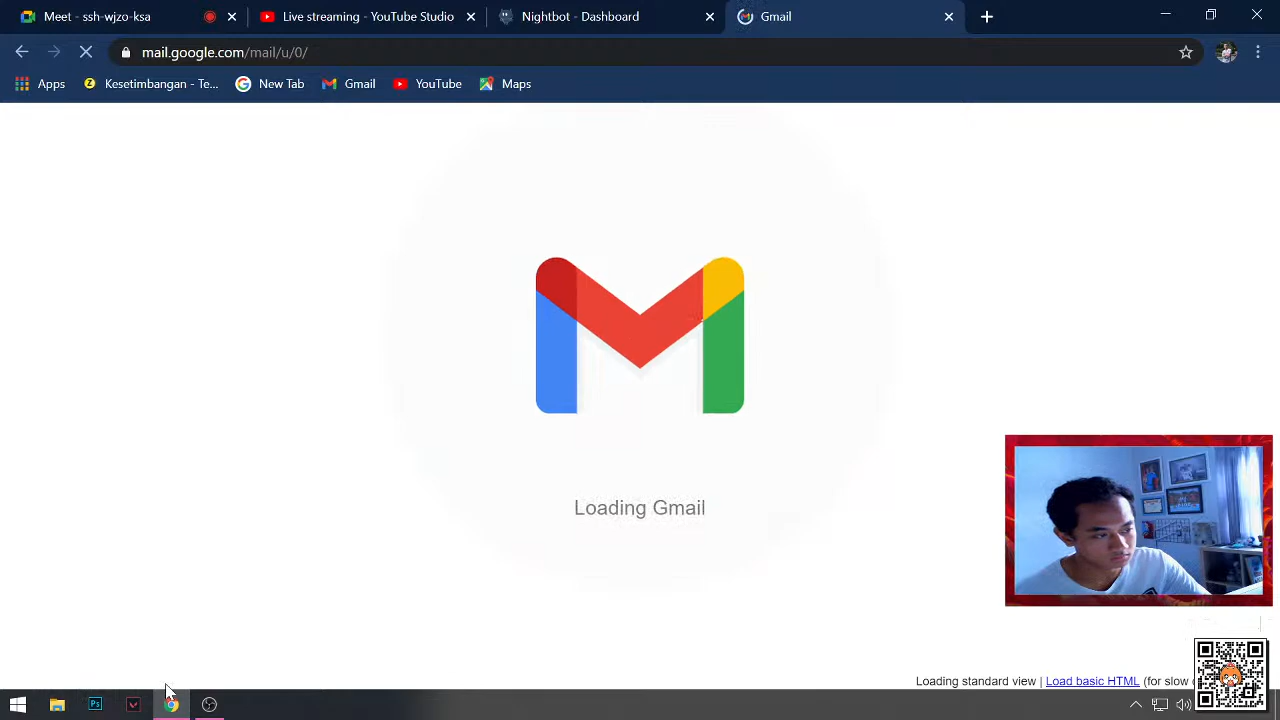 Meet - ssh-wjzo-ksa
Live streaming - YouTube Studio
Nightbot - Dashboard
Gmail
mail.google.com/mail/u/0/
Apps
Kesetimbangan - Te...
New Tab
Gmail
YouTube
Maps
Loading Gmail
Loading standard view | Load basic HTML (for slow
Ps